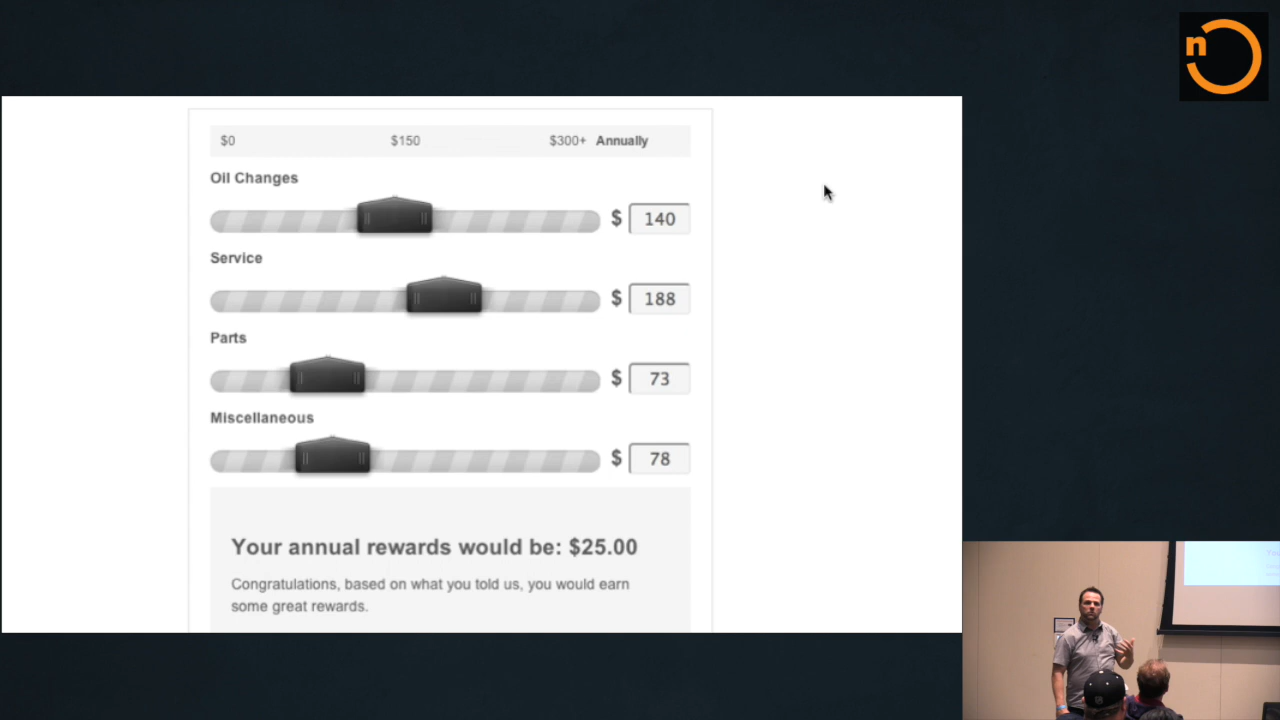 n
$0 $150 $300+ Annually
Oil Changes
$ 140
Service
$ 188
Parts
$ 73
Miscellaneous
$ 78
Your annual rewards would be: $25.00
Congratulations, based on what you told us, you would earn
some great rewards.